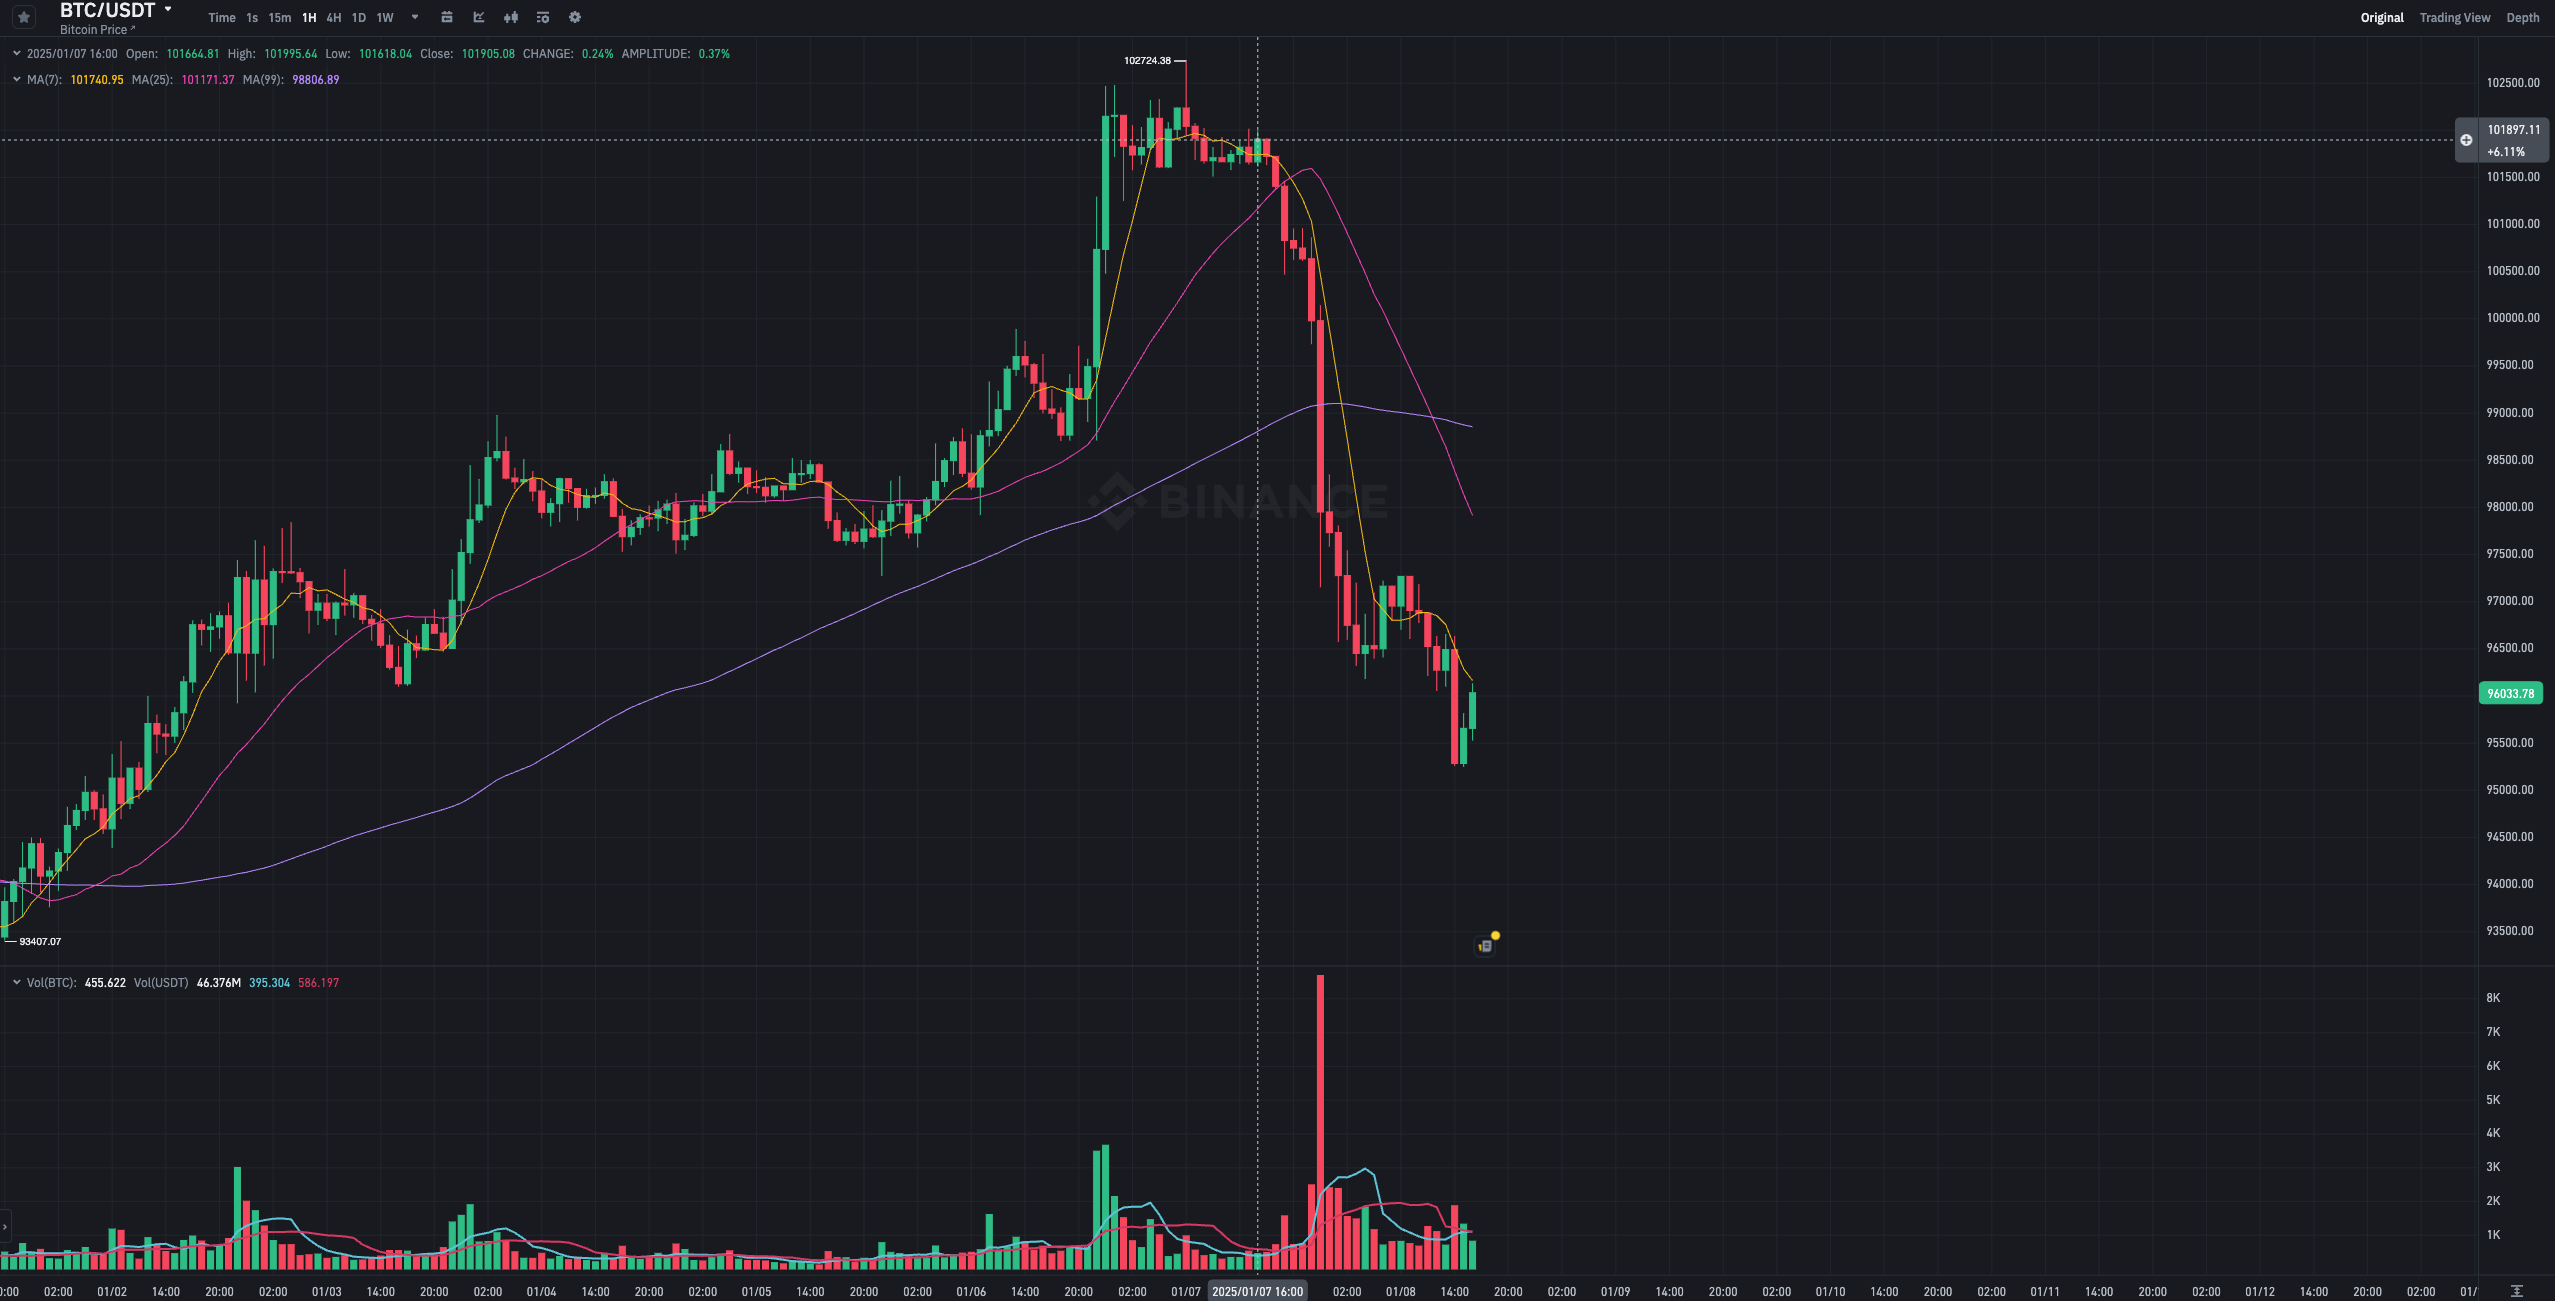 BTC/USDT
Bitcoin Price
Time 1s 15m 1H 4H 1D 1W
Original Trading View Depth
2025/01/07 16:00 Open: 101664.81 High: 101995.64 Low: 101618.04 Close: 101905.08 CHANGE: 0.24% AMPLITUDE: 0.37%
MA(7): 101740.95 MA(25): 101171.37 MA(99): 98806.89
102724.38
102500.00
101897.11
+6.11%
101500.00
101000.00
100500.00
100000.00
99500.00
99000.00
98500.00
BINANCE
98000.00
97500.00
97000.00
96500.00
96033.78
95500.00
95000.00
94500.00
94000.00
93500.00
93407.07
Vol(BTC): 455.622 Vol(USDT) 46.376M 395.304 586.197
8K
7K
6K
5K
4K
3K
2K
1K
0:00 02:00 01/02 14:00 20:00 02:00 01/03 14:00 20:00 02:00 01/04 14:00 20:00 02:00 01/05 14:00 20:00 02:00 01/06 14:00 20:00 02:00 01/07 2025/01/07 16:00 02:00 01/08 14:00 20:00 02:00 01/09 14:00 20:00 02:00 01/10 14:00 20:00 02:00 01/11 14:00 20:00 02:00 01/12 14:00 20:00 02:00 01/